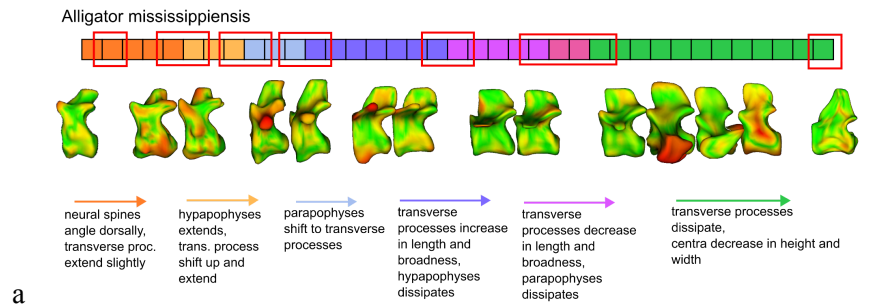 Alligator mississippiensis
neural spines
angle dorsally,
transverse proc.
extend slightly
hypapophyses
extends,
trans. process
shift up and
extend
parapophyses
shift to transverse
processes
transverse
processes increase
in length and
broadness,
hypapophyses
dissipates
transverse
processes decrease
in length and
broadness,
parapophyses
dissipates
transverse processes
dissipate,
centra decrease in height and
width
a